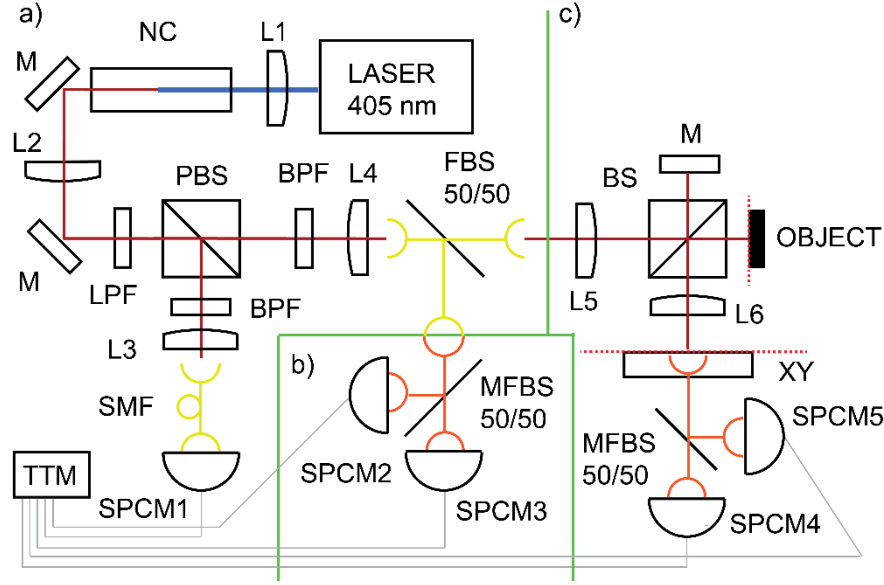 a)
c)
M
NC
L1
LASER
405 nm
L2
PBS
BPF
L4
FBS
50/50
BS
M
OBJECT
M
LPF
BPF
L5
L6
L3
b)
XY
SMF
MFBS
50/50
SPCM5
MFBS
50/50
TTM
SPCM2
SPCM1
SPCM3
SPCM4